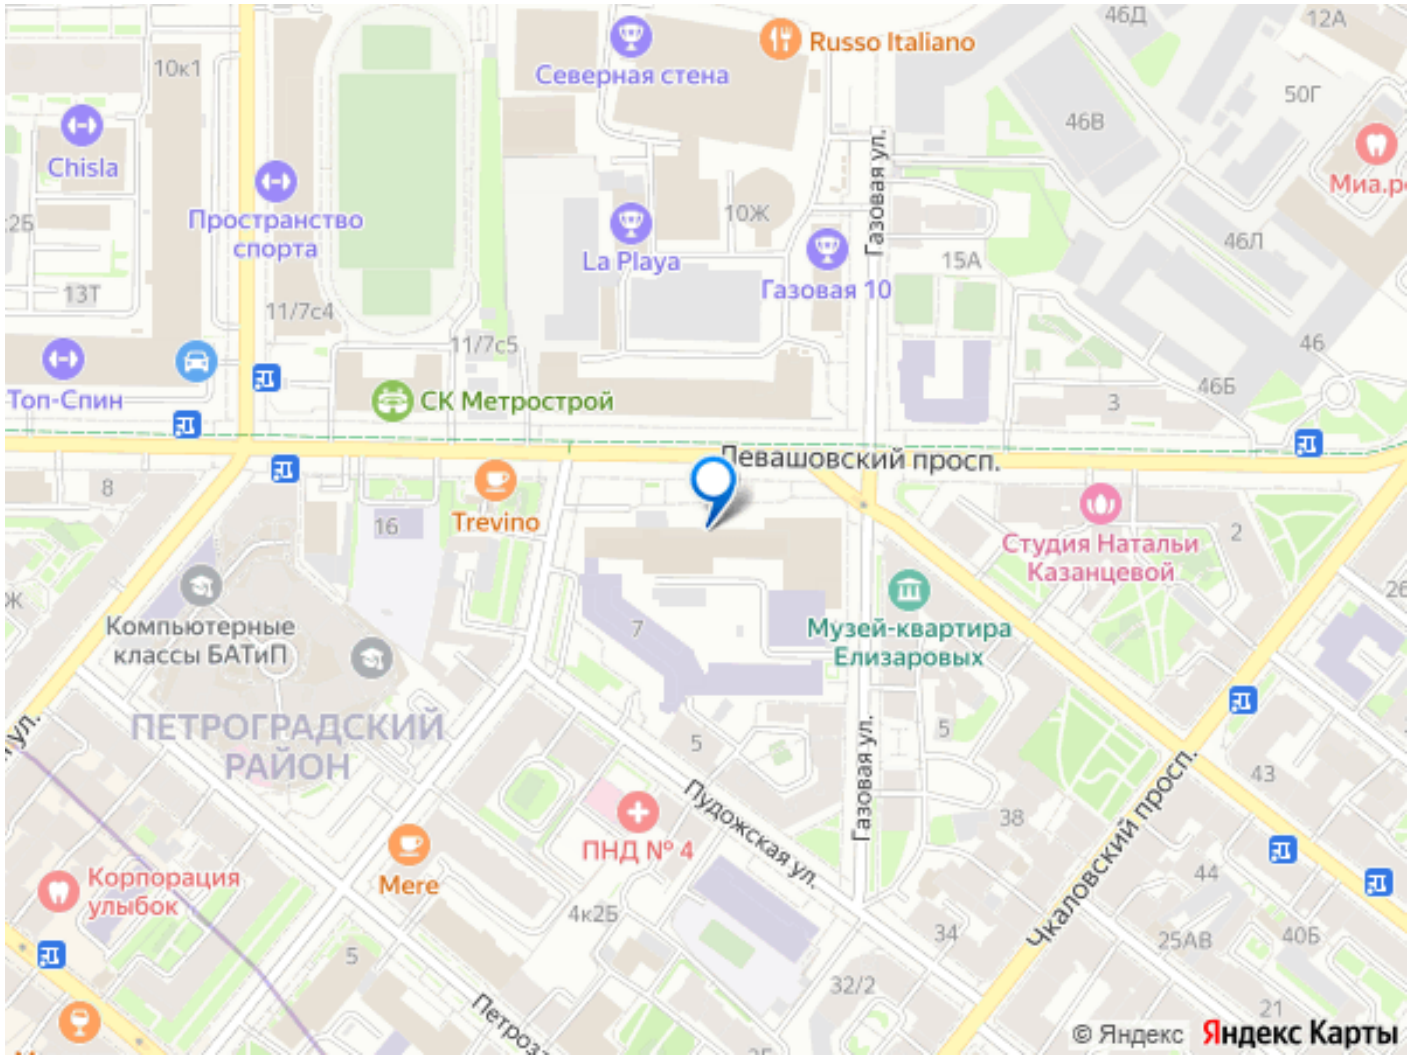 46Д
12А
10к1
Северная стена
Russo Italiano
50Г
46В
Chisla
Газовая ул.
Пространство
спорта
10Ж
La Playa
Газовая 10
15А
46Л
13Т
11/7с4
11/7с5
46
46Б
3
Топ-Спин
СК Метрострой
Левашовский просп.
8
16
Trevino
Студия Натальи
Казанцевой
2
Компьютерные
классы БАТиП
7
Музей-квартира
Елизаровых
ПЕТРОГРАДСКИЙ
РАЙОН
5
5
Газовая ул.
Пудожская ул.
Чкаловский просп.
43
38
ПНД № 4
Mere
Корпорация
улыбок
44
4к2Б
34
25АВ
40Б
5
32/2
21
© Яндекс
Яндекс Карты